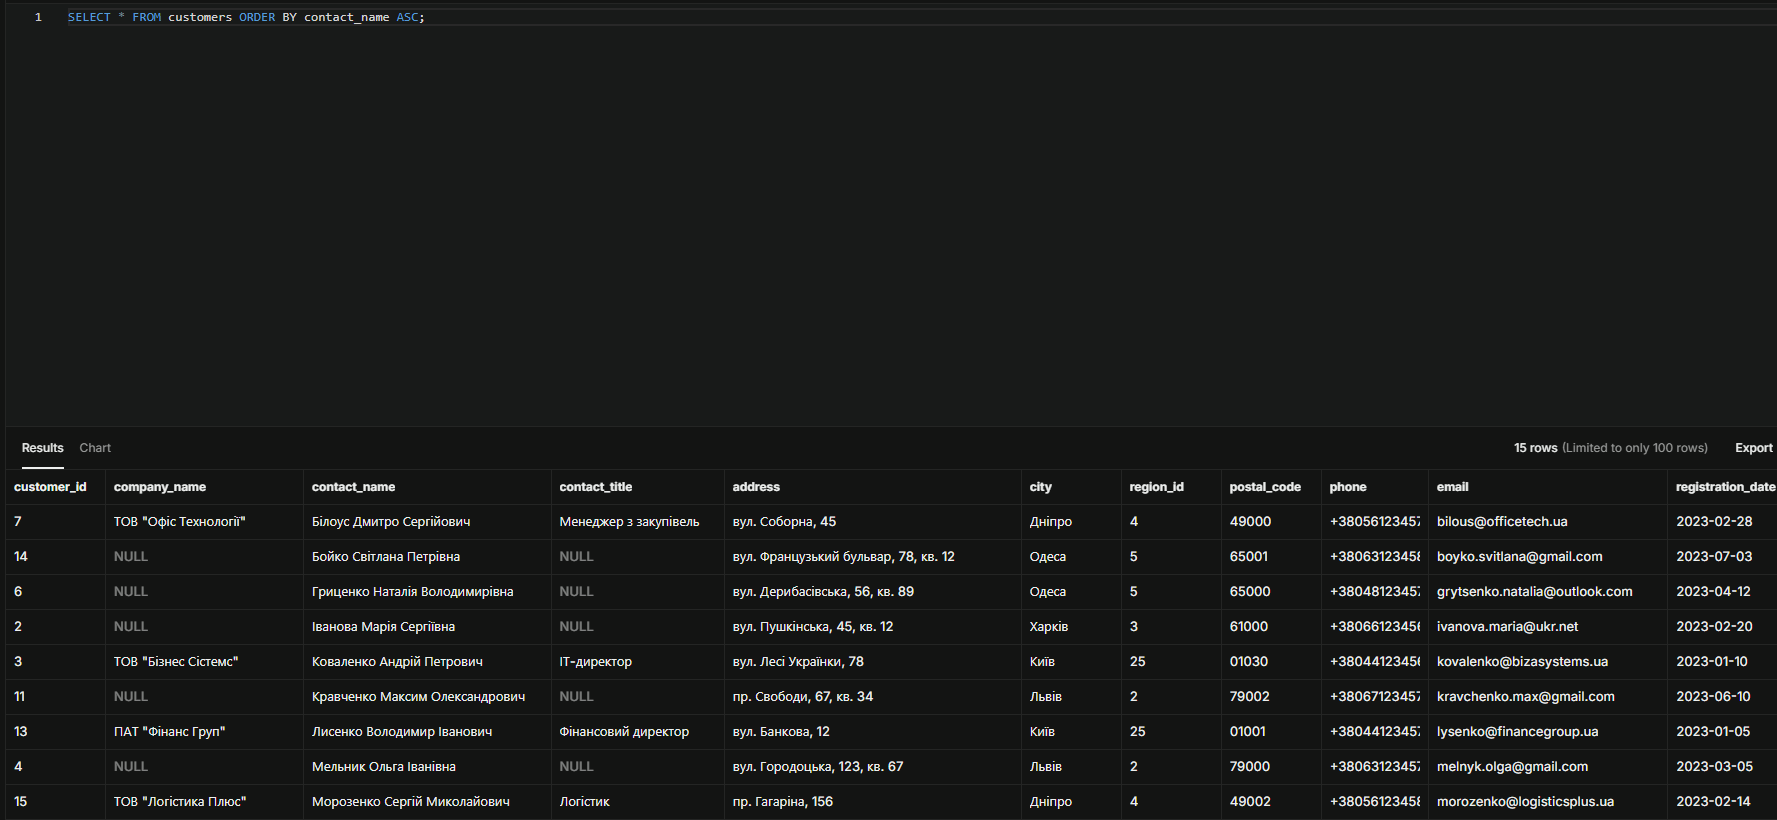 1 SELECT * FROM customers ORDER BY contact_name ASC;
Results Chart 15 rows (Limited to only 100 rows) Export
customer_id company_name contact_name contact_title address city region_id postal_code phone email registration_date
7 ТОВ "Офіс Технології" Білоус Дмитро Сергійович Менеджер з закупівель вул. Соборна, 45 Дніпро 4 49000 +38056123457 bilous@officetech.ua 2023-02-28
14 NULL Бойко Світлана Петрівна NULL вул. Французький бульвар, 78, кв. 12 Одеса 5 65001 +38063123458 boyko.svitlana@gmail.com 2023-07-03
6 NULL Гриценко Наталія Володимирівна NULL вул. Дерибасівська, 56, кв. 89 Одеса 5 65000 +38048123457 grytsenko.natalia@outlook.com 2023-04-12
2 NULL Іванова Марія Сергіївна NULL вул. Пушкінська, 45, кв. 12 Харків 3 61000 +38066123456 ivanova.maria@ukr.net 2023-02-20
3 ТОВ "Бізнес Сістемс" Коваленко Андрій Петрович ІТ-директор вул. Лесі Українки, 78 Київ 25 01030 +38044123456 kovalenko@bizasystems.ua 2023-01-10
11 NULL Кравченко Максим Олександрович NULL пр. Свободи, 67, кв. 34 Львів 2 79002 +38067123457 kravchenko.max@gmail.com 2023-06-10
13 ПАТ "Фінанс Груп" Лисенко Володимир Іванович Фінансовий директор вул. Банкова, 12 Київ 25 01001 +38044123457 lysenko@financegroup.ua 2023-01-05
4 NULL Мельник Ольга Іванівна NULL вул. Городоцька, 123, кв. 67 Львів 2 79000 +38063123457 melnyk.olga@gmail.com 2023-03-05
15 ТОВ "Логістика Плюс" Морозенко Сергій Миколайович Логістик пр. Гагаріна, 156 Дніпро 4 49002 +38056123458 morozenko@logisticsplus.ua 2023-02-14